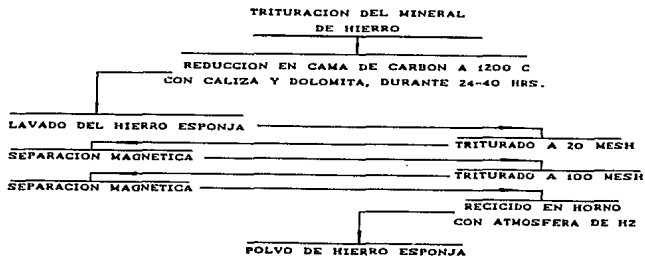 TRITURACION DEL MINERAL
DE HIERRO
REDUCCION EN CAMA DE CARBON A 1200 C
CON CALIZA Y DOLOMITA, DURANTE 24-40 HRS.
LAVADO DEL HIERRO ESPONJA
TRITURADO A 20 MESH
SEPARACION MAGNETICA
TRITURADO A 100 MESH
SEPARACION MAGNETICA
RECICIDO EN HORNO
CON ATMOSFERA DE H2
POLVO DE HIERRO ESPONJA